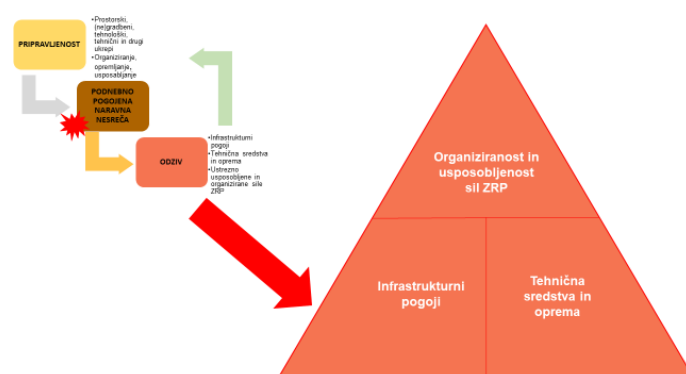 PRIPRAVLJENOST
•Prostorski,
(ne)gradbeni,
tehnološki,
tehnični in drugi
ukrepi
•Organiziranje,
opremljanje,
usposabljanje
PODNEBNO
POGOJENA
NARAVNA
NESREČA
ODZIV
•Infrastrukturni
pogoji
•Tehnična sredstva
in oprema
•Ustrezno
usposobljene in
organizirane sile
ZRP
Organiziranost in
usposobljenost
sil ZRP
Infrastrukturni
pogoji
Tehnična
sredstva in
oprema